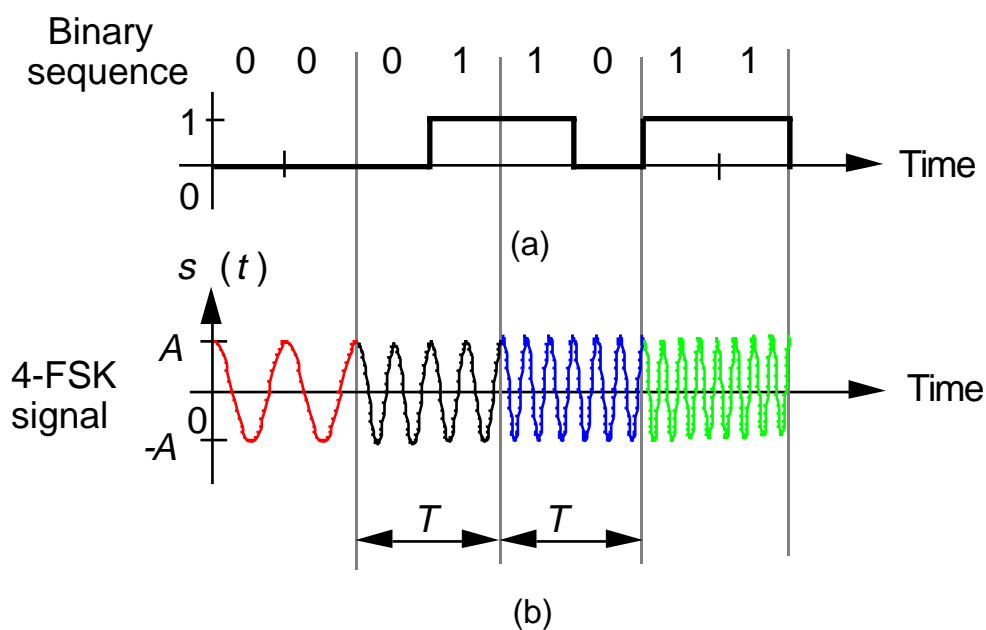 Binary
sequence
0 0 0 1 1 0 1 1
1
0
Time
(a)
s (t)
A
4-FSK
signal
0
-A
Time
T T
(b)